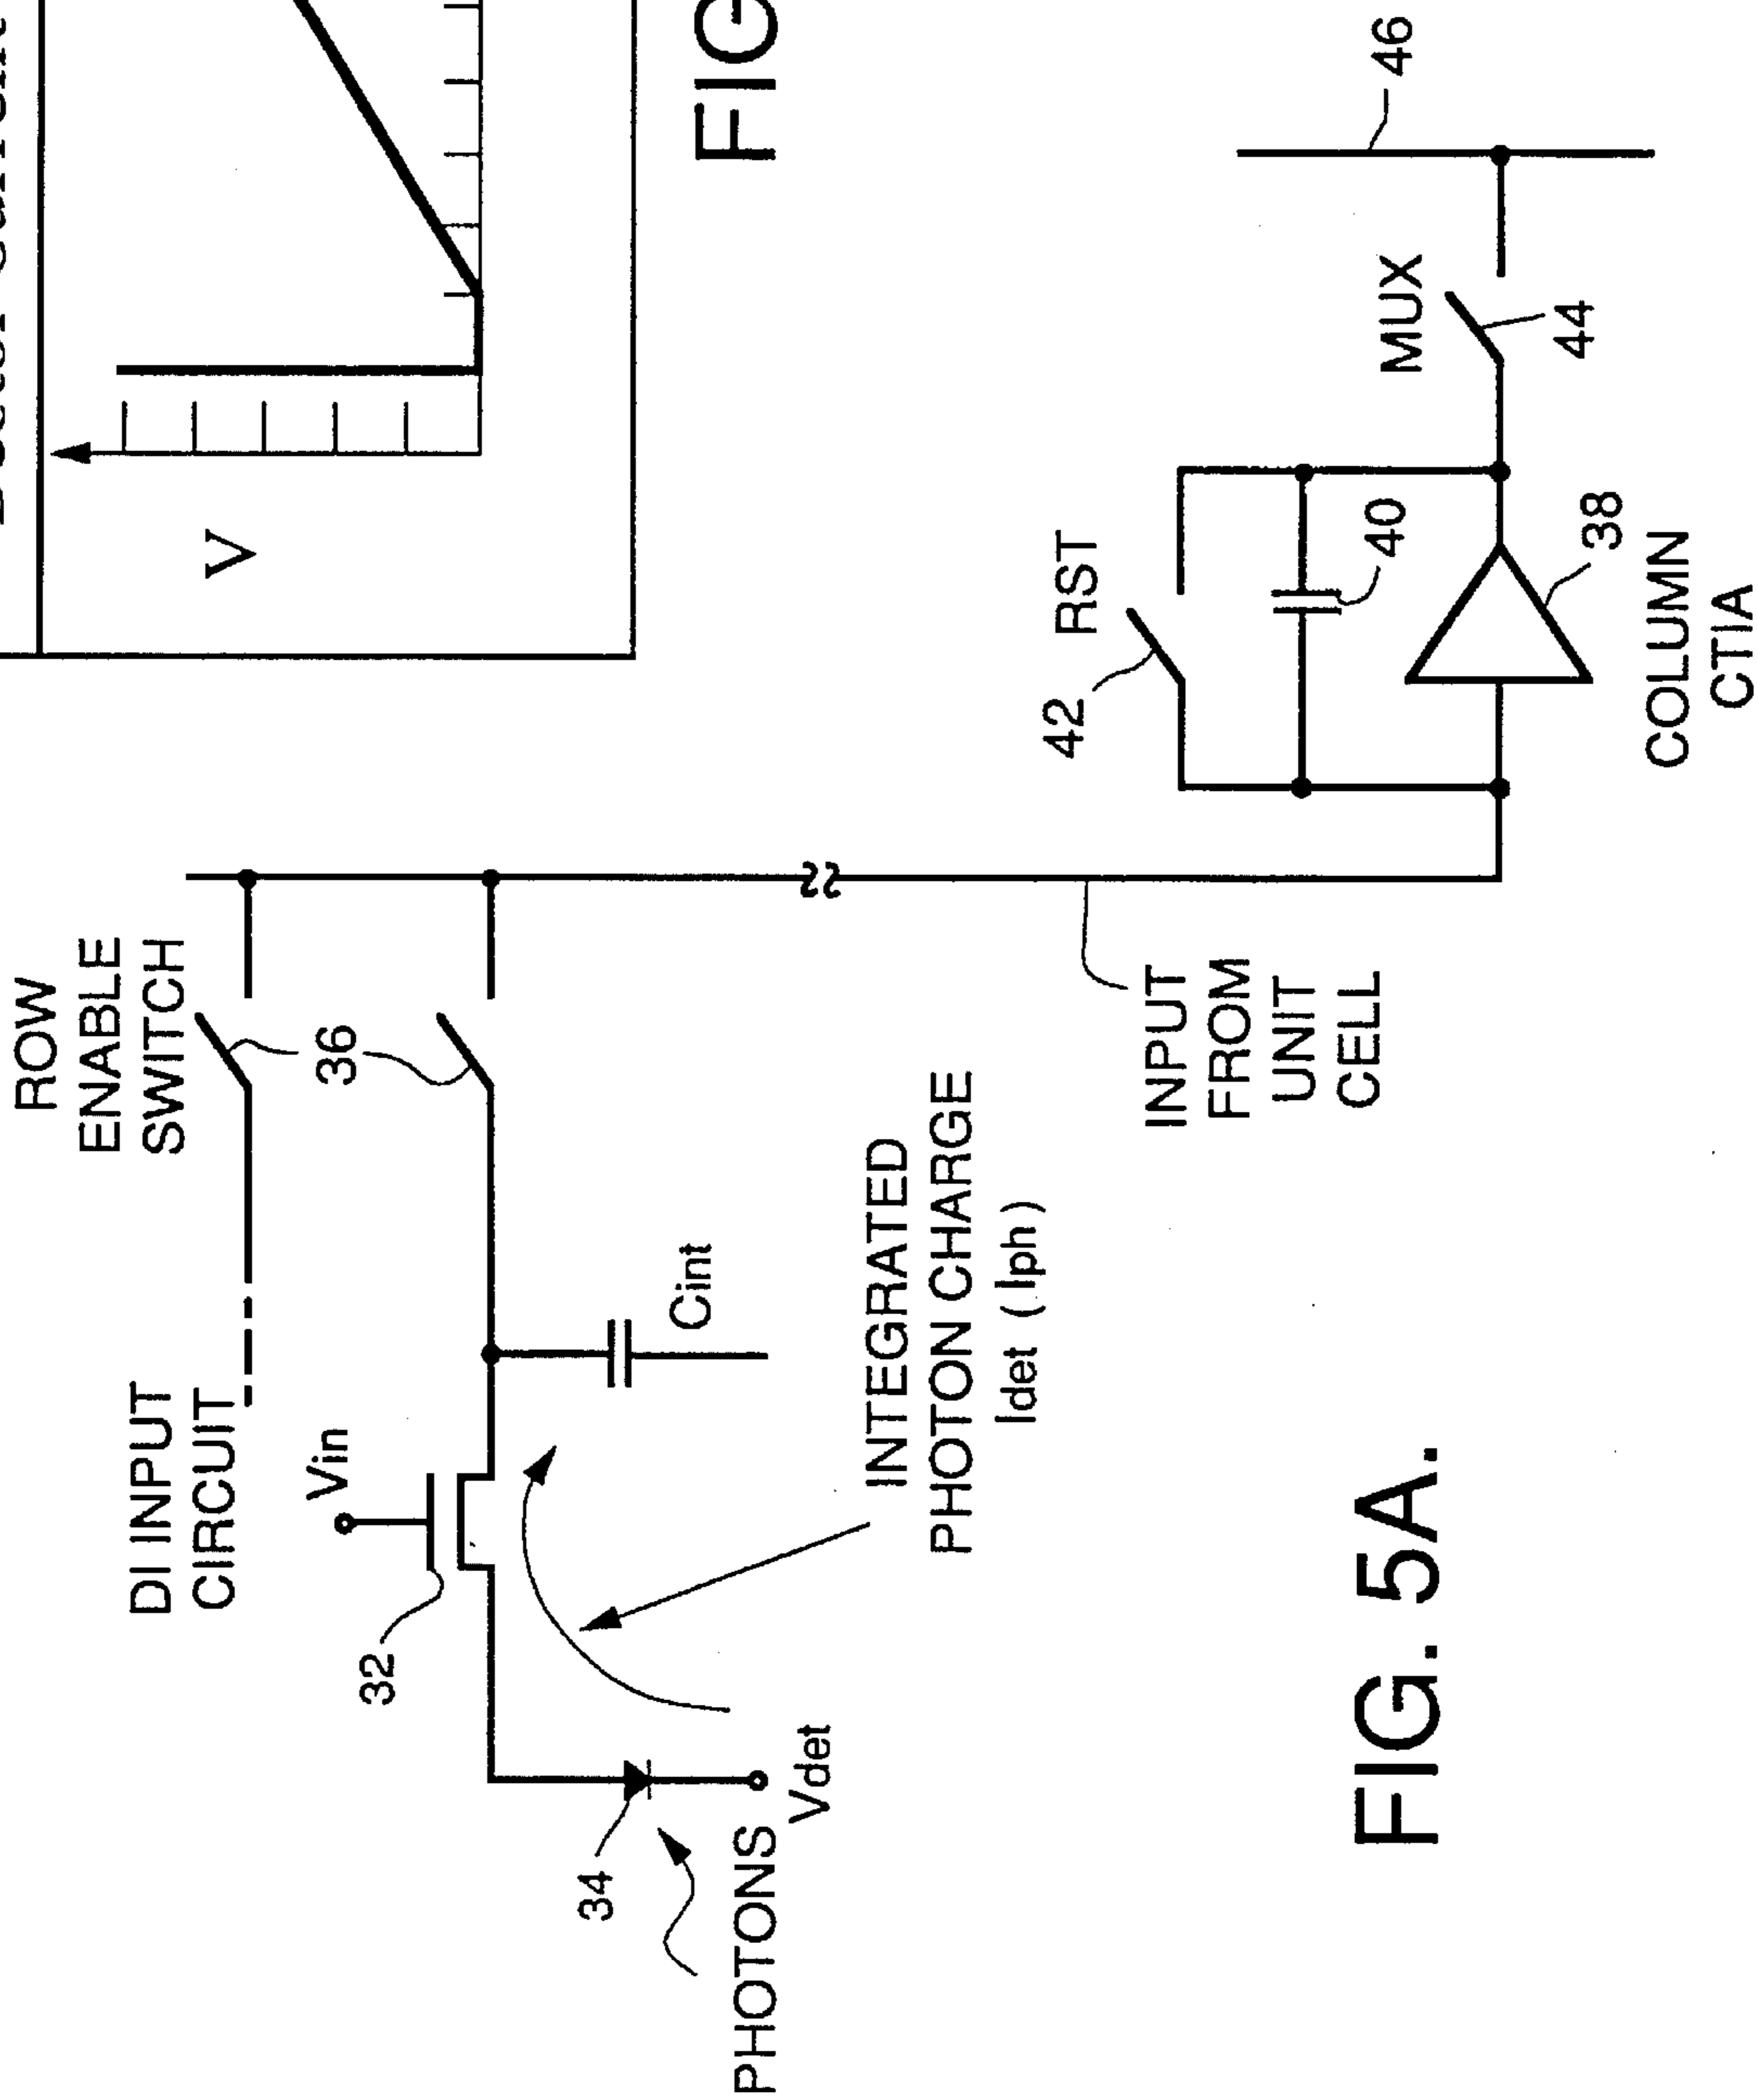 V
FIG
ROW
ENABLE
SWITCH
DI INPUT
CIRCUIT
Vin
32
36
34
PHOTONS
Vdet
Cint
INTEGRATED
PHOTON CHARGE
Idet (Iph)
INPUT
FROM
UNIT
CELL
42
RST
40
38
COLUMN
CTIA
MUX
44
46
FIG. 5A.